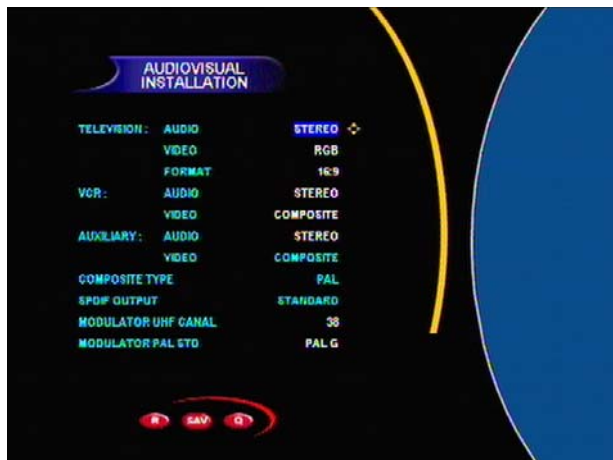 AUDIOVISUAL
INSTALLATION
TELEVISION : AUDIO STEREO
VIDEO RGB
FORMAT 16:9
VCR : AUDIO STEREO
VIDEO COMPOSITE
AUXILIARY : AUDIO STEREO
VIDEO COMPOSITE
COMPOSITE TYPE PAL
SPDIF OUTPUT STANDARD
MODULATOR UHF CANAL 38
MODULATOR PAL STD PAL G
R SAV Q